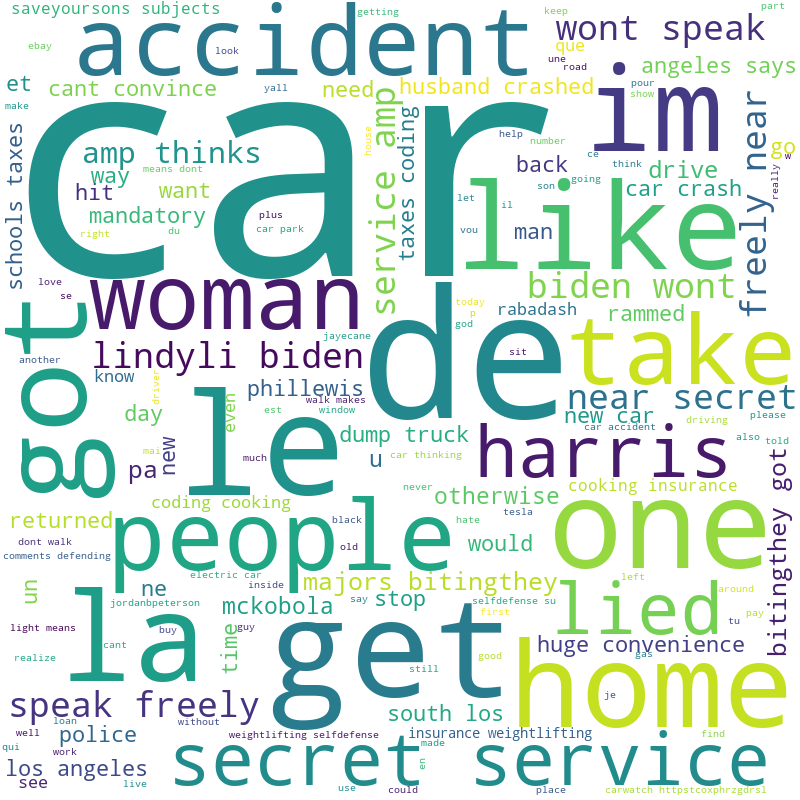 saveyoursons subjects
getting
keep
part
accident
wont speak
ebay
look
que
une
road
angeles says
et
cant convince
yall
need
husband crashed
pour
show
make
car
im
service amp
schools taxes
amp thinks
house
taxes coding
help
number
freely near
go
w
way
means dont
back
ce
think
drive
really
hit
want
son
going
car crash
mandatory
plus
let
il
like
right
du
car park
vou
man
love
se
woman
de
today
p
god
biden wont
rabadash
rammed
got
jayecane
take
another
lindyli biden
sit
know
driver
phillewis
walk makes
near secret
day
even
est
window
new car
please
le
dump truck
car accident
driving
also
told
harris
mai
new
pa
much
u
car thinking
coding cooking
never
otherwise
cooking insurance
one
bitingthey got
returned
people
black
hate
tesla
would
dont walk
old
comments defending
electric car
inside
majors bitingthey
left
un
ne
jordanbpeterson
mckobola
say
stop
selfdefense su
first
lied
around
pay
la
buy
guy
get
tu
light means
cant
time
good
huge convenience
realize
still
gas
home
je
speak freely
loan
without
south los
well
qui
police
weightlifting selfdefense
insurance weightlifting
find
work
made
los angeles
secret service
en
see
live
use
could
place
carwatch httpstcoxphrzgdrsl